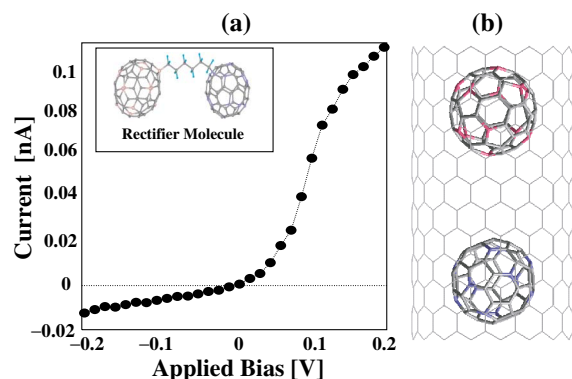 (a)
(b)
Rectifier Molecule
Current [nA]
0.1
0.08
0.06
0.04
0.02
0
−0.02
−0.2
−0.1
0
0.1
0.2
Applied Bias [V]